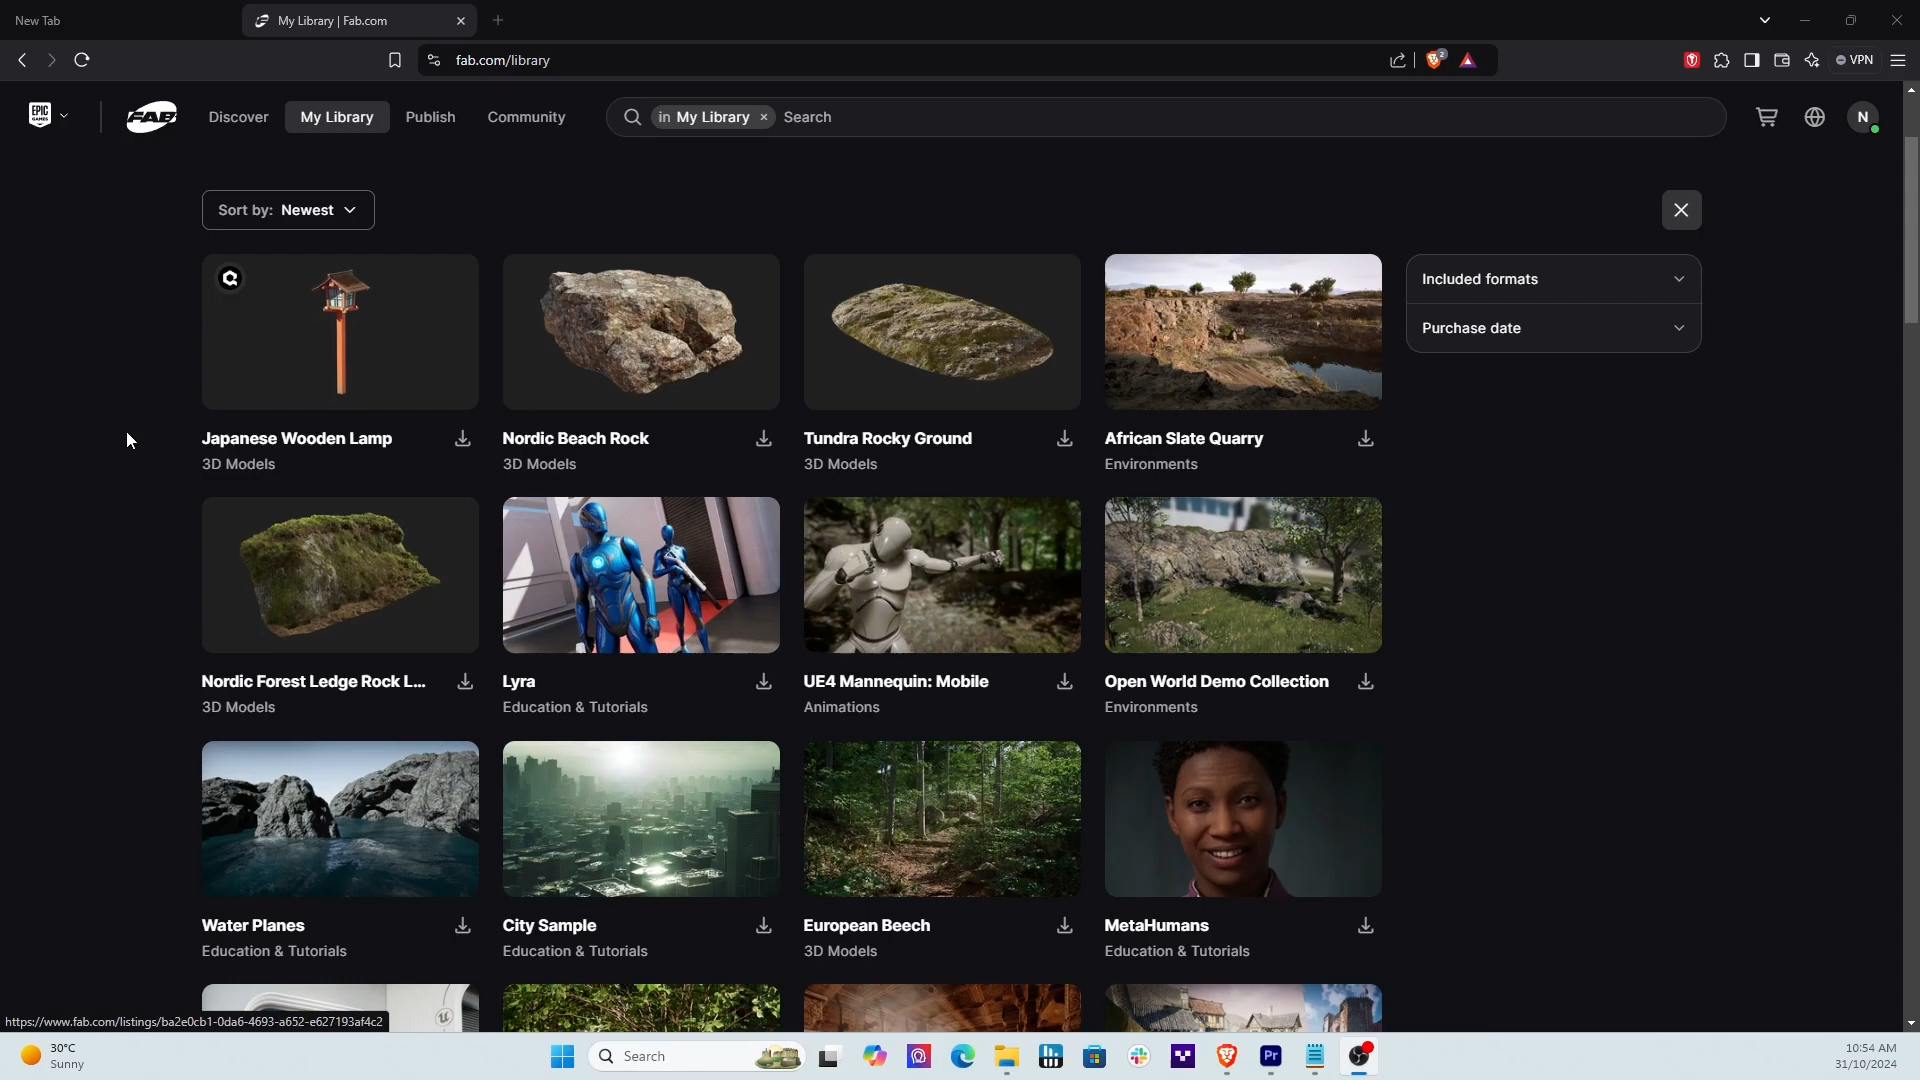 New Tab
My Library | Fab.com
fab.com/library
2
VPN
EPIC GAMES
FAB
Discover
My Library
Publish
Community
in My Library × Search
N
Sort by: Newest
Included formats
Purchase date
Japanese Wooden Lamp
3D Models
Nordic Beach Rock
3D Models
Tundra Rocky Ground
3D Models
African Slate Quarry
Environments
Nordic Forest Ledge Rock L...
3D Models
Lyra
Education & Tutorials
UE4 Mannequin: Mobile
Animations
Open World Demo Collection
Environments
Water Planes
Education & Tutorials
City Sample
Education & Tutorials
European Beech
3D Models
MetaHumans
Education & Tutorials
https://www.fab.com/listings/ba2e0cb1-0da6-4693-a652-e627193af4c2
30°C
Sunny
Search
Pr
10:54 AM
31/10/2024